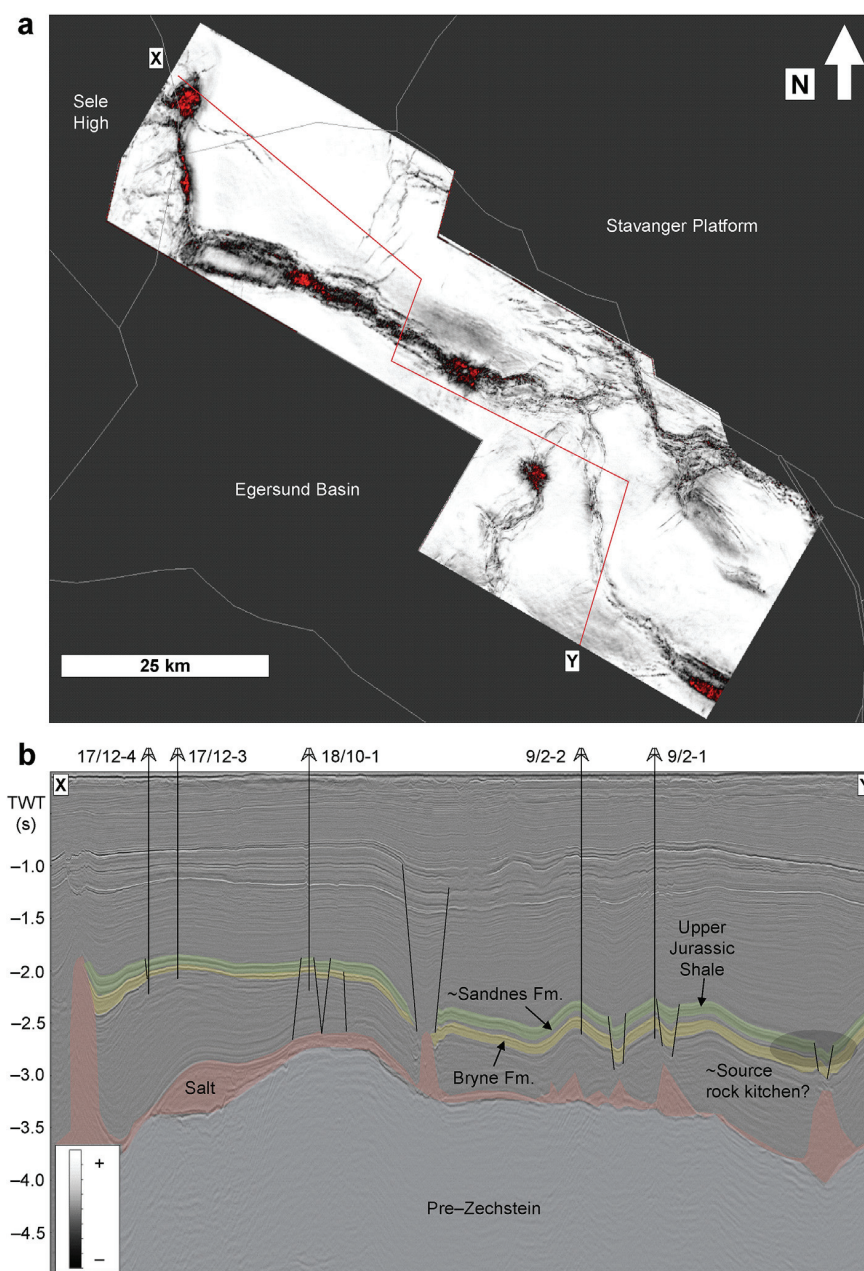 a
X
N
Sele
High
Stavanger Platform
Egersund Basin
25 km
Y
b
17/12-4
17/12-3
18/10-1
9/2-2
9/2-1
X
Y
TWT
(s)
–1.0
–1.5
–2.0
–2.5
–3.0
–3.5
–4.0
–4.5
Upper
Jurassic
Shale
~Sandnes Fm.
Bryne Fm.
~Source
rock kitchen?
Salt
Pre–Zechstein
+
–